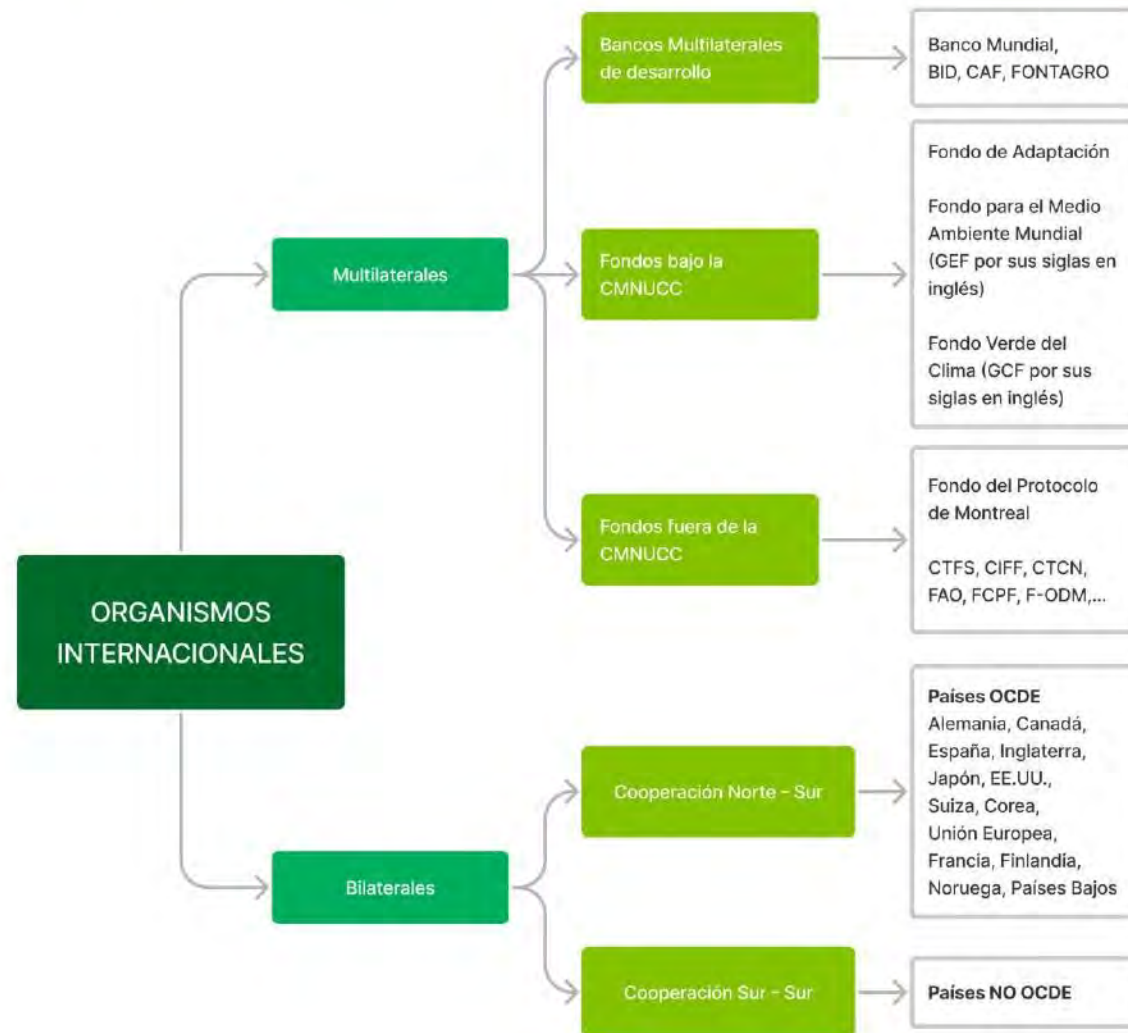 ORGANISMOS
INTERNACIONALES
Multilaterales
Bancos Multilaterales
de desarrollo
Banco Mundial,
BID, CAF, FONTAGRO
Fondos bajo la
CMNUCC
Fondo de Adaptación
Fondo para el Medio
Ambiente Mundial
(GEF por sus siglas en
inglés)
Fondo Verde del
Clima (GCF por sus
siglas en inglés)
Fondos fuera de la
CMNUCC
Fondo del Protocolo
de Montreal
CTFS, CIFF, CTCN,
FAO, FCPF, F-ODM,...
Bilaterales
Cooperación Norte – Sur
Países OCDE
Alemania, Canadá,
España, Inglaterra,
Japón, EE.UU.,
Suiza, Corea,
Unión Europea,
Francia, Finlandia,
Noruega, Países Bajos
Cooperación Sur – Sur
Países NO OCDE